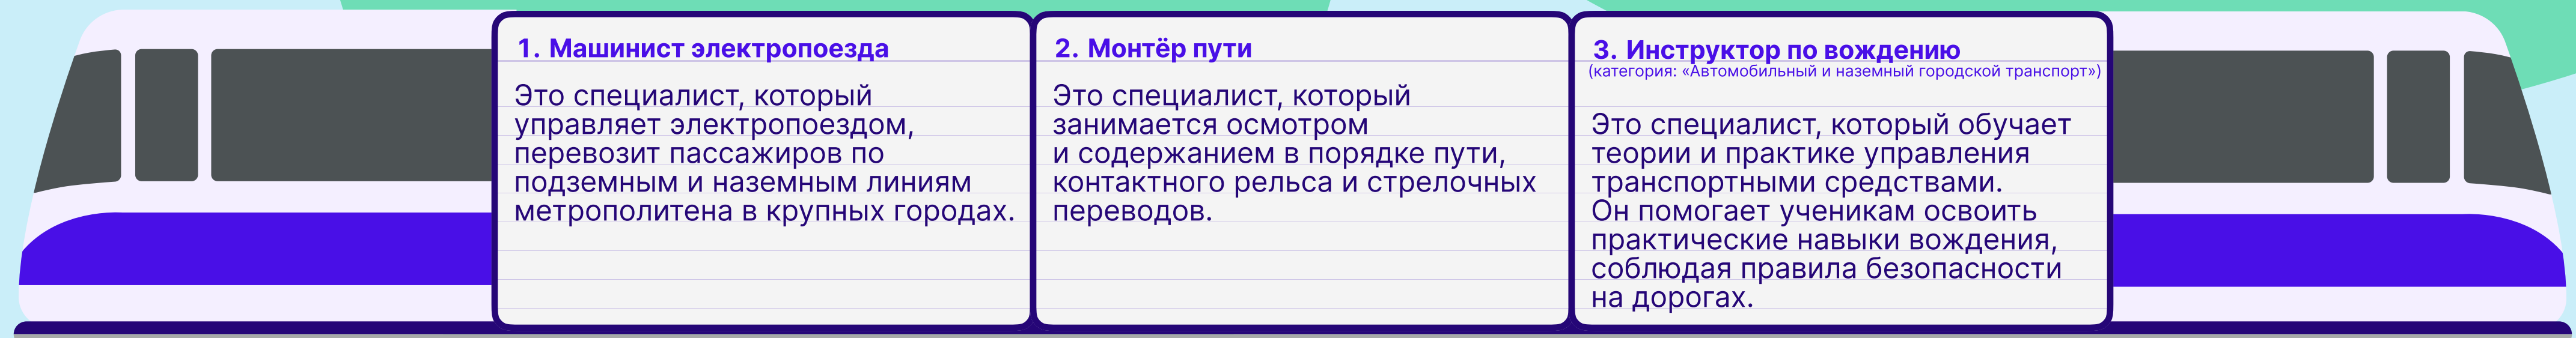 1. Машинист электропоезда
Это специалист, который
управляет электропоездом,
перевозит пассажиров по
подземным и наземным линиям
метрополитена в крупных городах.
2. Монтёр пути
Это специалист, который
занимается осмотром
и содержанием в порядке пути,
контактного рельса и стрелочных
переводов.
3. Инструктор по вождению
(категория: «Автомобильный и наземный городской транспорт»)
Это специалист, который обучает
теории и практике управления
транспортными средствами.
Он помогает ученикам освоить
практические навыки вождения,
соблюдая правила безопасности
на дорогах.